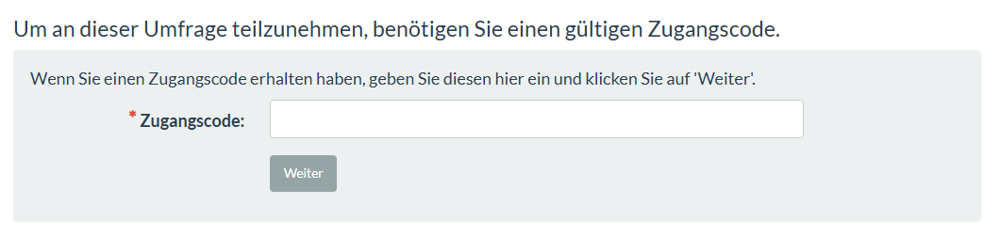 Um an dieser Umfrage teilzunehmen, benötigen Sie einen gültigen Zugangscode.
Wenn Sie einen Zugangscode erhalten haben, geben Sie diesen hier ein und klicken Sie auf 'Weiter'.
* Zugangscode:
Weiter